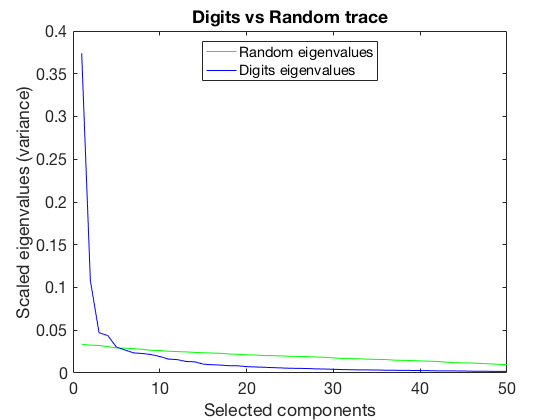 Digits vs Random trace
Random eigenvalues
Digits eigenvalues
Scaled eigenvalues (variance)
0.4
0.35
0.3
0.25
0.2
0.15
0.1
0.05
0
0 10 20 30 40 50
Selected components